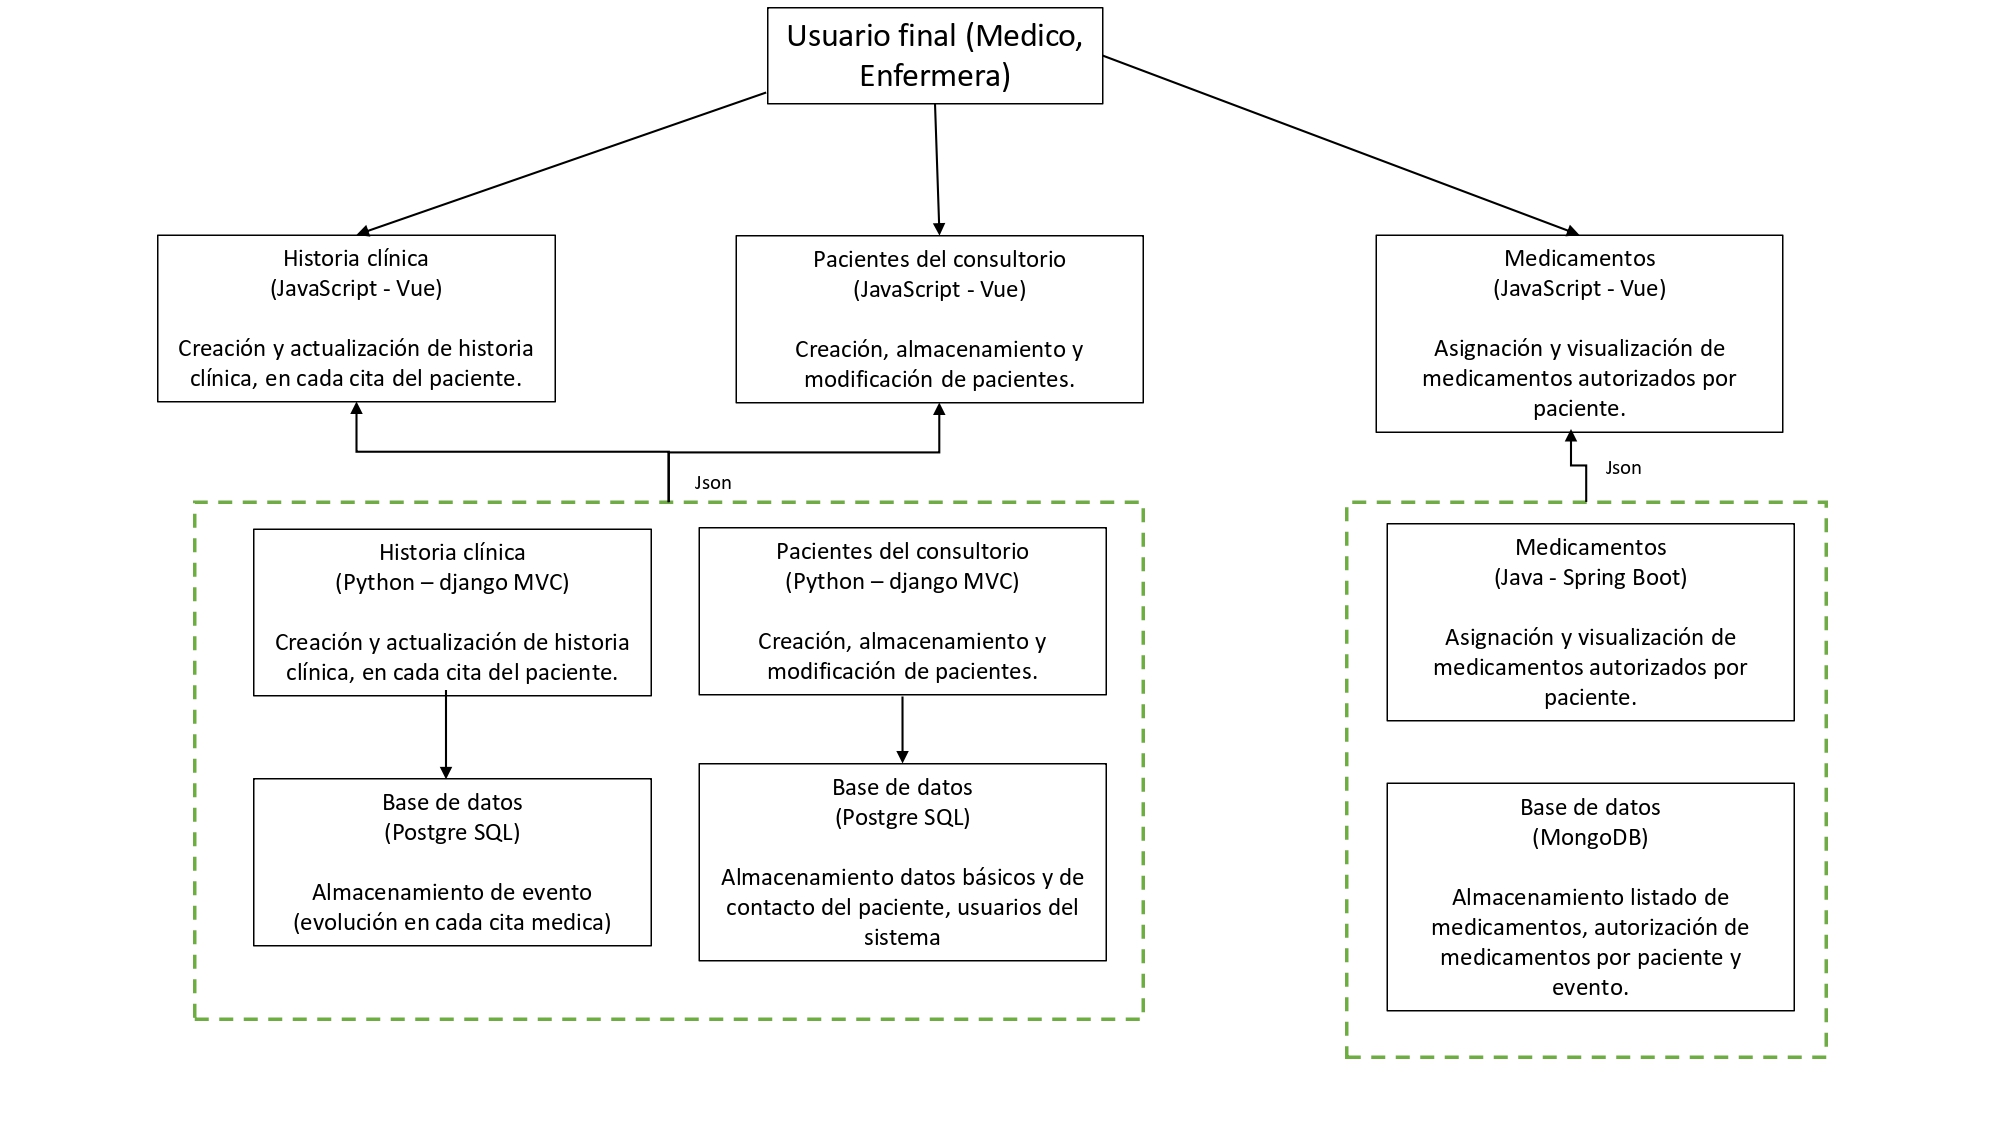 Usuario final (Medico,
Enfermera)
Historia clínica
(JavaScript - Vue)
Creación y actualización de historia
clínica, en cada cita del paciente.
Pacientes del consultorio
(JavaScript - Vue)
Creación, almacenamiento y
modificación de pacientes.
Medicamentos
(JavaScript - Vue)
Asignación y visualización de
medicamentos autorizados por
paciente.
Json
Json
Historia clínica
(Python – django MVC)
Creación y actualización de historia
clínica, en cada cita del paciente.
Pacientes del consultorio
(Python – django MVC)
Creación, almacenamiento y
modificación de pacientes.
Medicamentos
(Java - Spring Boot)
Asignación y visualización de
medicamentos autorizados por
paciente.
Base de datos
(Postgre SQL)
Almacenamiento de evento
(evolución en cada cita medica)
Base de datos
(Postgre SQL)
Almacenamiento datos básicos y de
contacto del paciente, usuarios del
sistema
Base de datos
(MongoDB)
Almacenamiento listado de
medicamentos, autorización de
medicamentos por paciente y
evento.